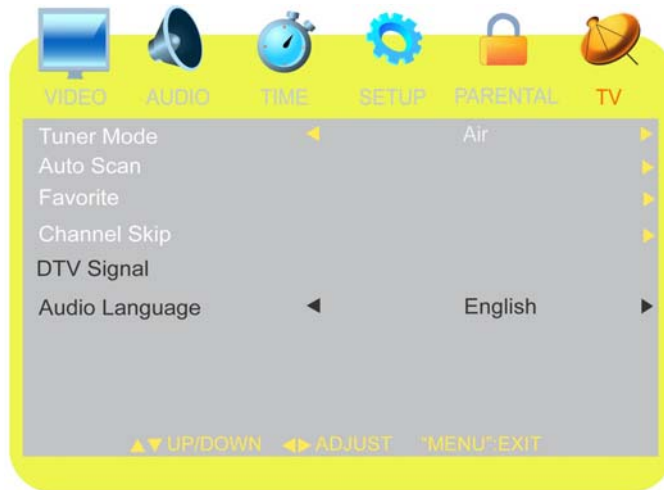 VIDEO AUDIO TIME SETUP PARENTAL TV
Tuner Mode Air
Auto Scan
Favorite
Channel Skip
DTV Signal
Audio Language English
▲▼ UP/DOWN ◀▶ ADJUST "MENU":EXIT